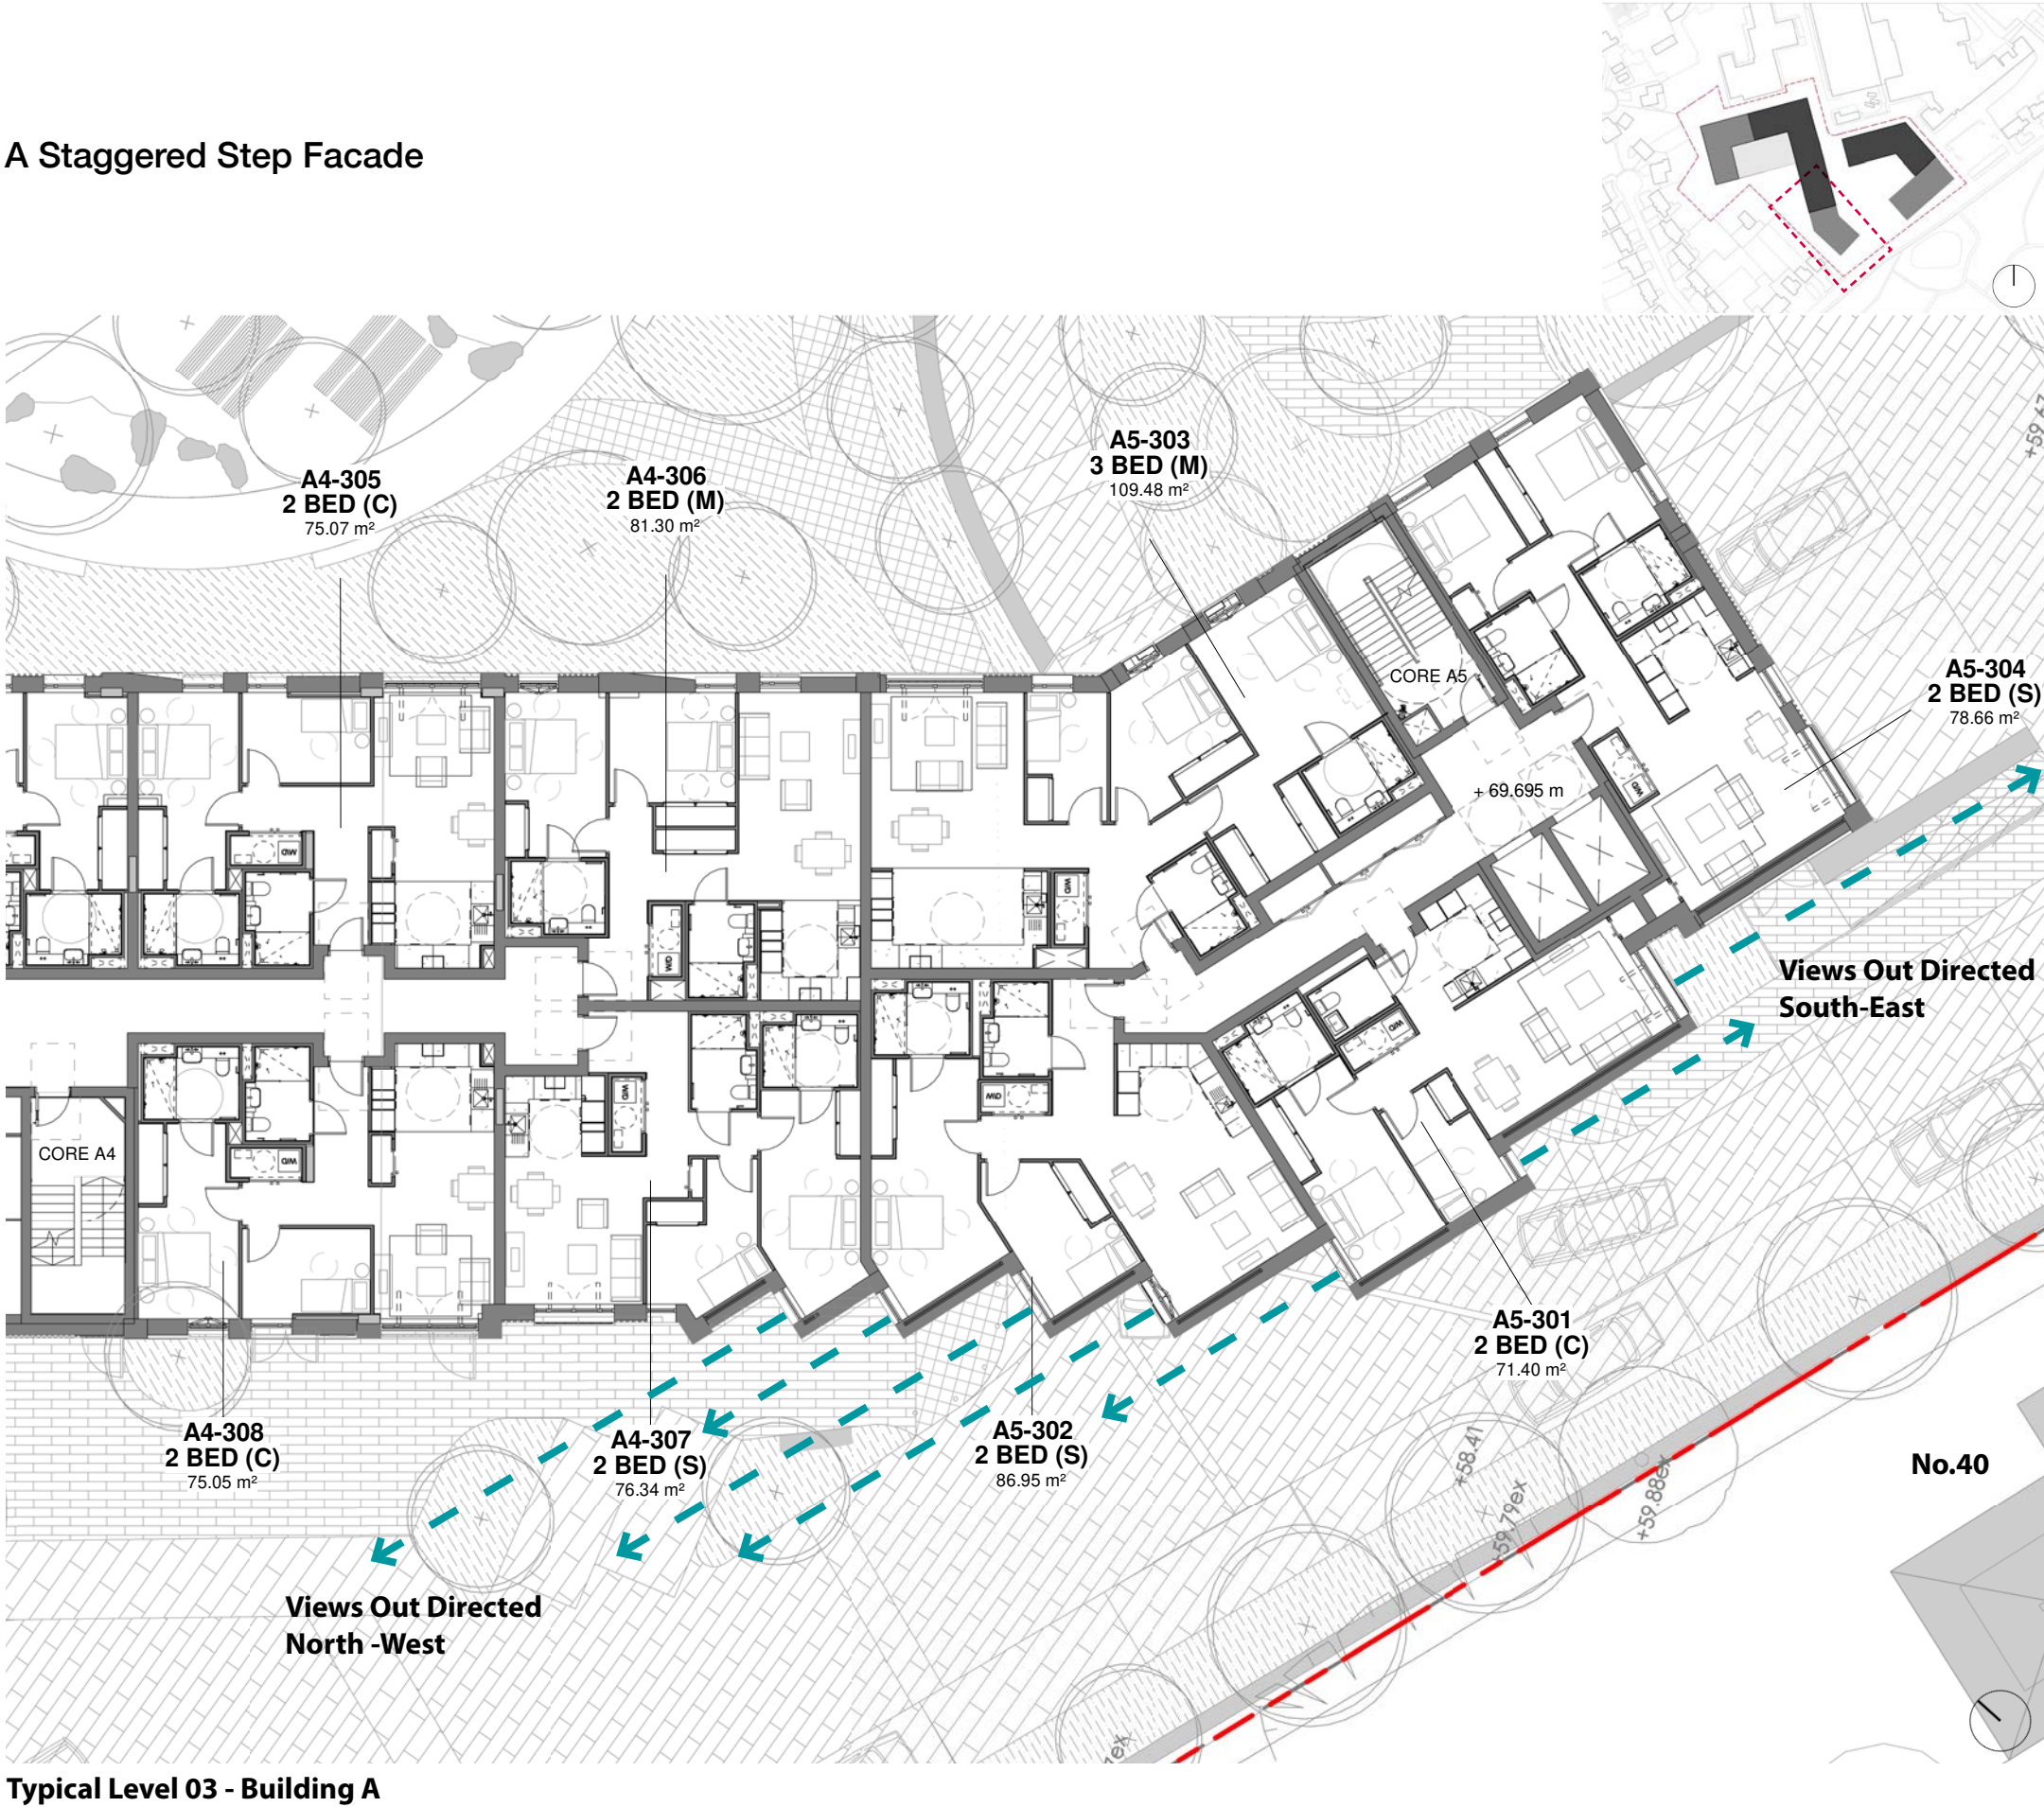 A Staggered Step Facade
A4-305
2 BED (C)
75.07 m²
A4-306
2 BED (M)
81.30 m²
A5-303
3 BED (M)
109.48 m²
CORE A5
A5-304
2 BED (S)
78.66 m²
+ 69.695 m
W/D
W/D
W/D
W/D
W/D
W/D
W/D
W/D
Views Out Directed
South-East
CORE A4
A5-301
2 BED (C)
71.40 m²
A4-308
2 BED (C)
75.05 m²
A4-307
2 BED (S)
76.34 m²
A5-302
2 BED (S)
86.95 m²
+58.41
+59.79ex
+59.88ex
No.40
Views Out Directed
North -West
Typical Level 03 - Building A